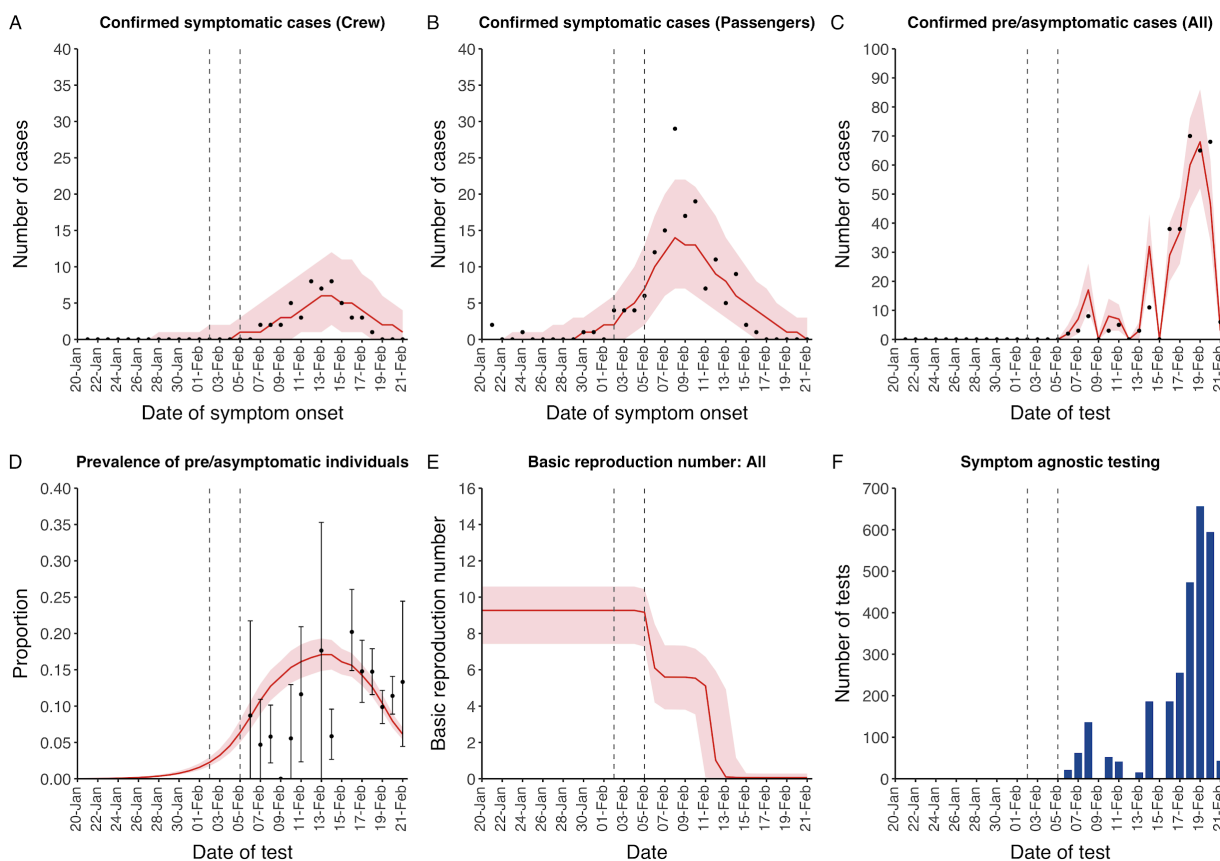 A
Confirmed symptomatic cases (Crew)
40
35
30
25
20
15
10
5
0
Number of cases
20-Jan
22-Jan
24-Jan
26-Jan
28-Jan
30-Jan
01-Feb
03-Feb
05-Feb
07-Feb
09-Feb
11-Feb
13-Feb
15-Feb
17-Feb
19-Feb
21-Feb
Date of symptom onset
B
Confirmed symptomatic cases (Passengers)
40
35
30
25
20
15
10
5
0
Number of cases
20-Jan
22-Jan
24-Jan
26-Jan
28-Jan
30-Jan
01-Feb
03-Feb
05-Feb
07-Feb
09-Feb
11-Feb
13-Feb
15-Feb
17-Feb
19-Feb
21-Feb
Date of symptom onset
C
Confirmed pre/asymptomatic cases (All)
100
90
80
70
60
50
40
30
20
10
0
Number of cases
20-Jan
22-Jan
24-Jan
26-Jan
28-Jan
30-Jan
01-Feb
03-Feb
05-Feb
07-Feb
09-Feb
11-Feb
13-Feb
15-Feb
17-Feb
19-Feb
21-Feb
Date of test
D
Prevalence of pre/asymptomatic individuals
0.40
0.35
0.30
0.25
0.20
0.15
0.10
0.05
0.00
Proportion
20-Jan
22-Jan
24-Jan
26-Jan
28-Jan
30-Jan
01-Feb
03-Feb
05-Feb
07-Feb
09-Feb
11-Feb
13-Feb
15-Feb
17-Feb
19-Feb
21-Feb
Date of test
E
Basic reproduction number: All
16
14
12
10
8
6
4
2
0
Basic reproduction number
20-Jan
22-Jan
24-Jan
26-Jan
28-Jan
30-Jan
01-Feb
03-Feb
05-Feb
07-Feb
09-Feb
11-Feb
13-Feb
15-Feb
17-Feb
19-Feb
21-Feb
Date
F
Symptom agnostic testing
700
600
500
400
300
200
100
0
Number of tests
20-Jan
22-Jan
24-Jan
26-Jan
28-Jan
30-Jan
01-Feb
03-Feb
05-Feb
07-Feb
09-Feb
11-Feb
13-Feb
15-Feb
17-Feb
19-Feb
21-Feb
Date of test